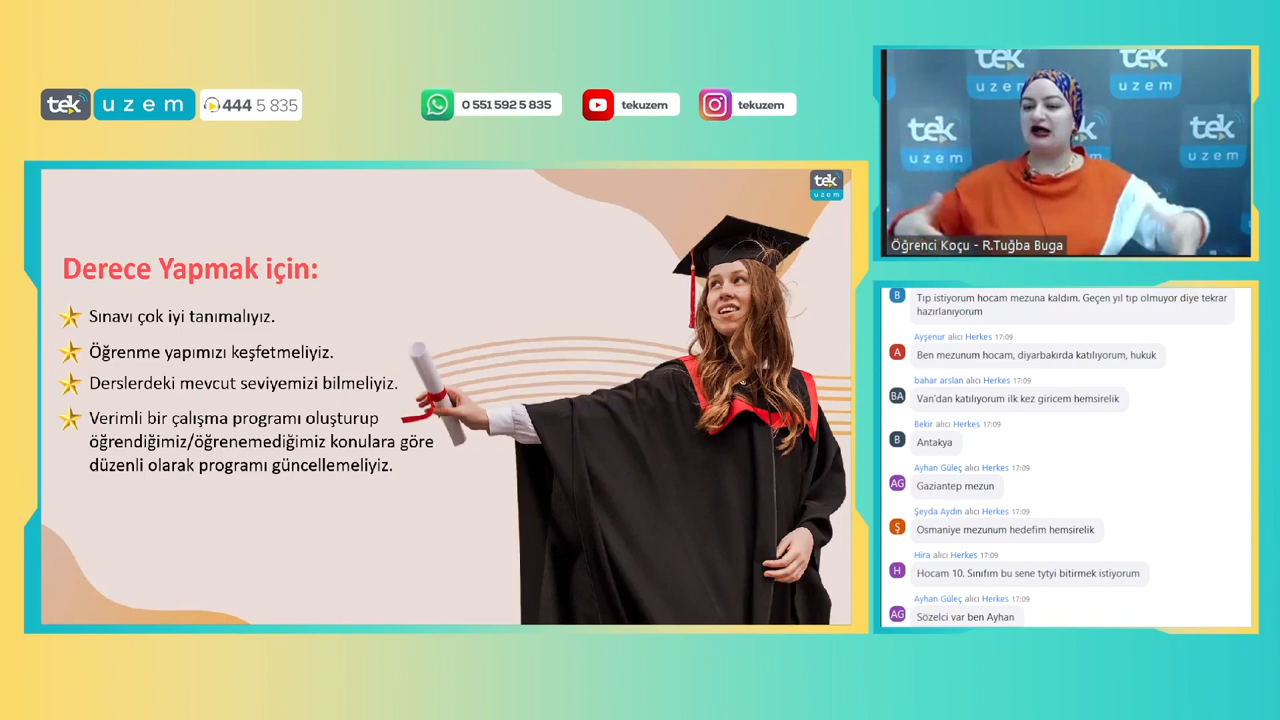 tek uzem 444 5 835
0 551 592 5 835
tekuzem
tekuzem
tek uzem
Derece Yapmak için:
Sınavı çok iyi tanımalıyız.
Öğrenme yapımızı keşfetmeliyiz.
Derslerdeki mevcut seviyemizi bilmeliyiz.
Verimli bir çalışma programı oluşturup
öğrendiğimiz/öğrenemediğimiz konulara göre
düzenli olarak programı güncellemeliyiz.
tek uzem
tek uzem
tek uzem
tek uzem
Öğrenci Koçu - R.Tuğba Buga
B
Tıp istiyorum hocam mezuna kaldım. Geçen yıl tıp olmuyor diye tekrar
hazırlanıyorum
Ayşenur alıcı Herkes 17:09
A
Ben mezunum hocam, diyarbakırda katılıyorum, hukuk
bahar arslan alıcı Herkes 17:09
BA
Van'dan katılıyorum ilk kez giricem hemsirelik
Bekir alıcı Herkes 17:09
B
Antakya
Ayhan Güleç alıcı Herkes 17:09
AG
Gaziantep mezun
Şeyda Aydın alıcı Herkes 17:09
Ş
Osmaniye mezunum hedefim hemsirelik
Hira alıcı Herkes 17:09
H
Hocam 10. Sınıfım bu sene tytyi bitirmek istiyorum
Ayhan Güleç alıcı Herkes 17:09
AG
Sözelci var ben Ayhan